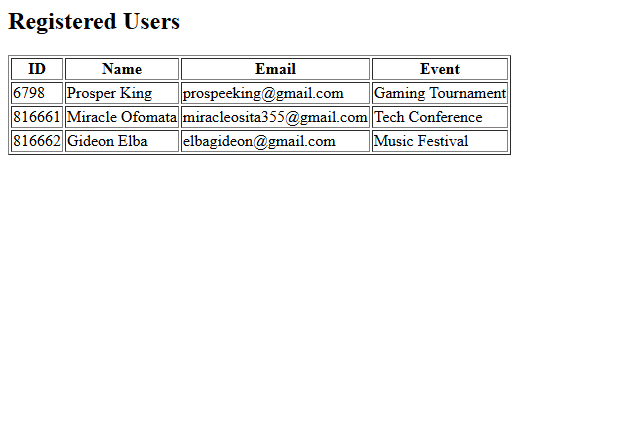 Registered Users
ID Name Email Event
6798 Prosper King prospeeking@gmail.com Gaming Tournament
816661 Miracle Ofomata miracleosita355@gmail.com Tech Conference
816662 Gideon Elba elbagideon@gmail.com Music Festival